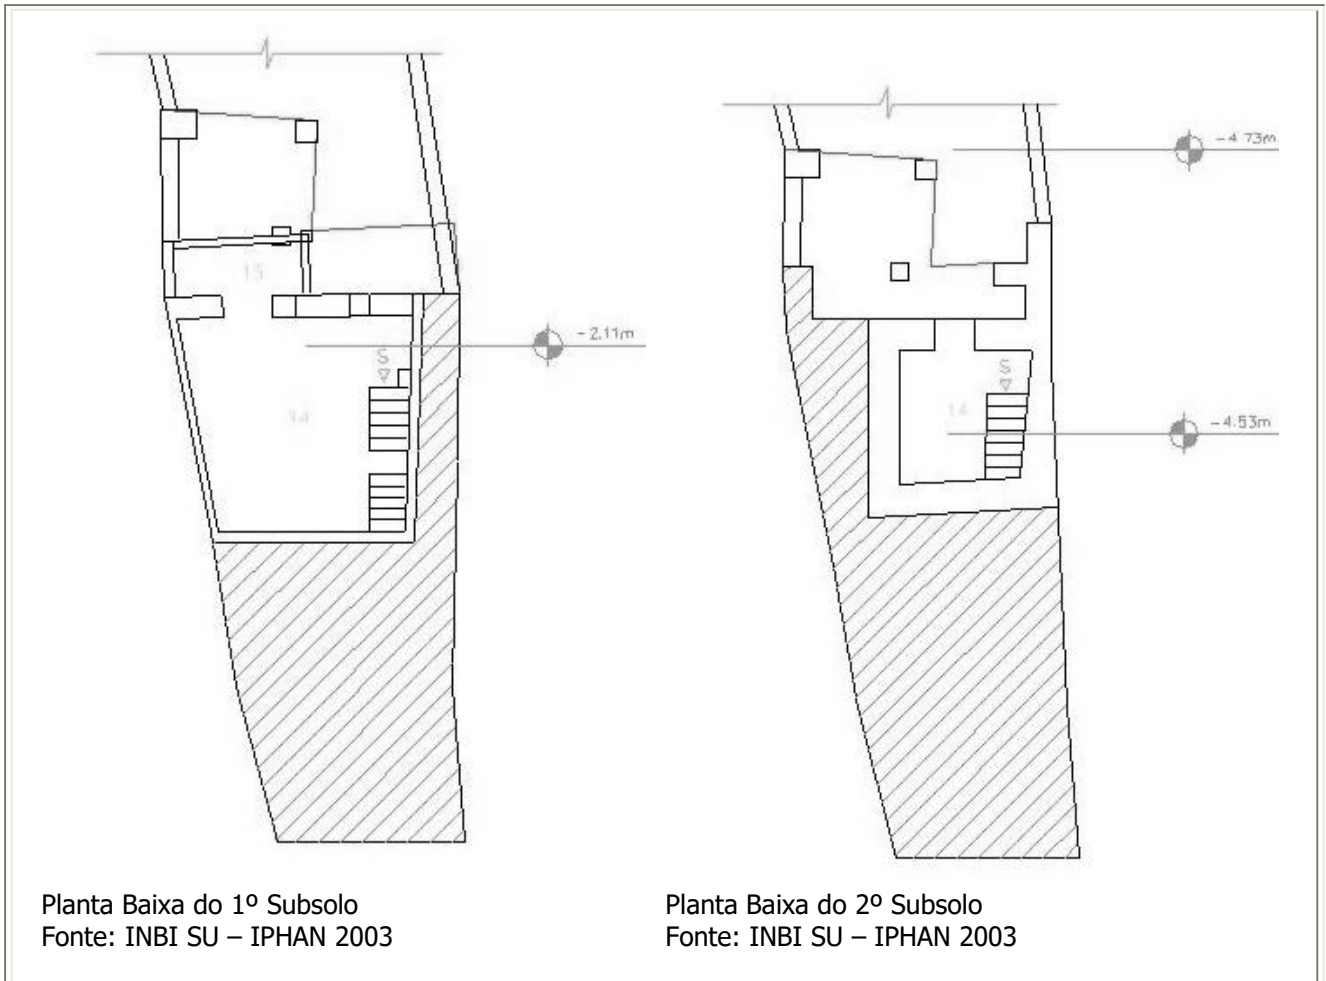 -4.73m
-2.11m
S
13
14
S
14
-4.53m
Planta Baixa do 1º Subsolo
Fonte: INBI SU – IPHAN 2003
Planta Baixa do 2º Subsolo
Fonte: INBI SU – IPHAN 2003